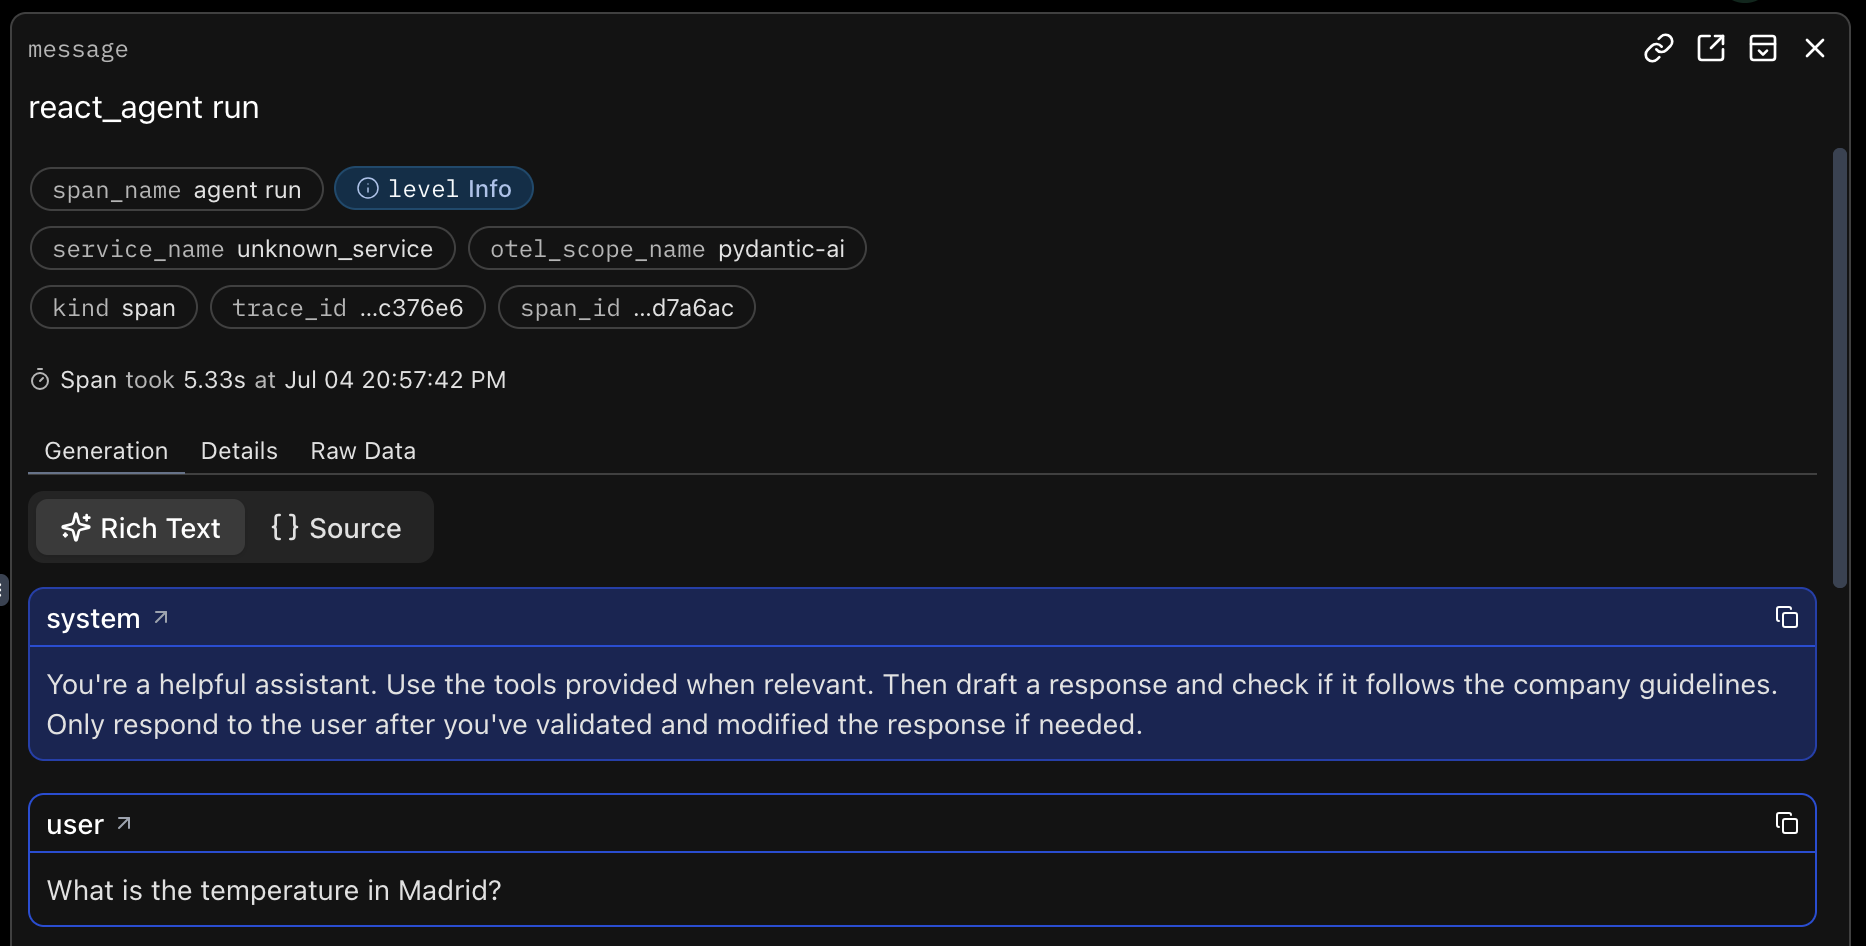 message
react_agent run
span_name agent run level Info
service_name unknown_service otel_scope_name pydantic-ai
kind span trace_id ...c376e6 span_id ...d7a6ac
Span took 5.33s at Jul 04 20:57:42 PM
Generation Details Raw Data
Rich Text {} Source
system
You're a helpful assistant. Use the tools provided when relevant. Then draft a response and check if it follows the company guidelines.
Only respond to the user after you've validated and modified the response if needed.
user
What is the temperature in Madrid?